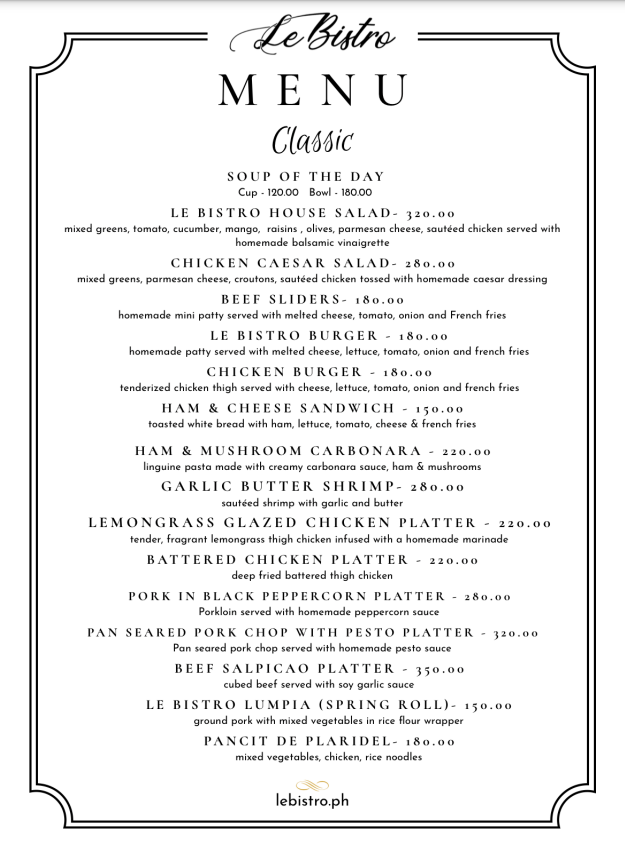 Le Bistro
MENU
Classic
SOUP OF THE DAY
Cup - 120.00 Bowl - 180.00
LE BISTRO HOUSE SALAD- 320.00
mixed greens, tomato, cucumber, mango, raisins , olives, parmesan cheese, sautéed chicken served with
homemade balsamic vinaigrette
CHICKEN CAESAR SALAD- 280.00
mixed greens, parmesan cheese, croutons, sautéed chicken tossed with homemade caesar dressing
BEEF SLIDERS- 180.00
homemade mini patty served with melted cheese, tomato, onion and French fries
LE BISTRO BURGER - 180.00
homemade patty served with melted cheese, lettuce, tomato, onion and french fries
CHICKEN BURGER - 180.00
tenderized chicken thigh served with cheese, lettuce, tomato, onion and french fries
HAM & CHEESE SANDWICH - 150.00
toasted white bread with ham, lettuce, tomato, cheese & french fries
HAM & MUSHROOM CARBONARA - 220.00
linguine pasta made with creamy carbonara sauce, ham & mushrooms
GARLIC BUTTER SHRIMP- 280.00
sautéed shrimp with garlic and butter
LEMONGRASS GLAZED CHICKEN PLATTER - 220.00
tender, fragrant lemongrass thigh chicken infused with a homemade marinade
BATTERED CHICKEN PLATTER - 220.00
deep fried battered thigh chicken
PORK IN BLACK PEPPERCORN PLATTER - 280.00
Porkloin served with homemade peppercorn sauce
PAN SEARED PORK CHOP WITH PESTO PLATTER - 320.00
Pan seared pork chop served with homemade pesto sauce
BEEF SALPICAO PLATTER - 350.00
cubed beef served with soy garlic sauce
LE BISTRO LUMPIA (SPRING ROLL)- 150.00
ground pork with mixed vegetables in rice flour wrapper
PANCIT DE PLARIDEL- 180.00
mixed vegetables, chicken, rice noodles
lebistro.ph